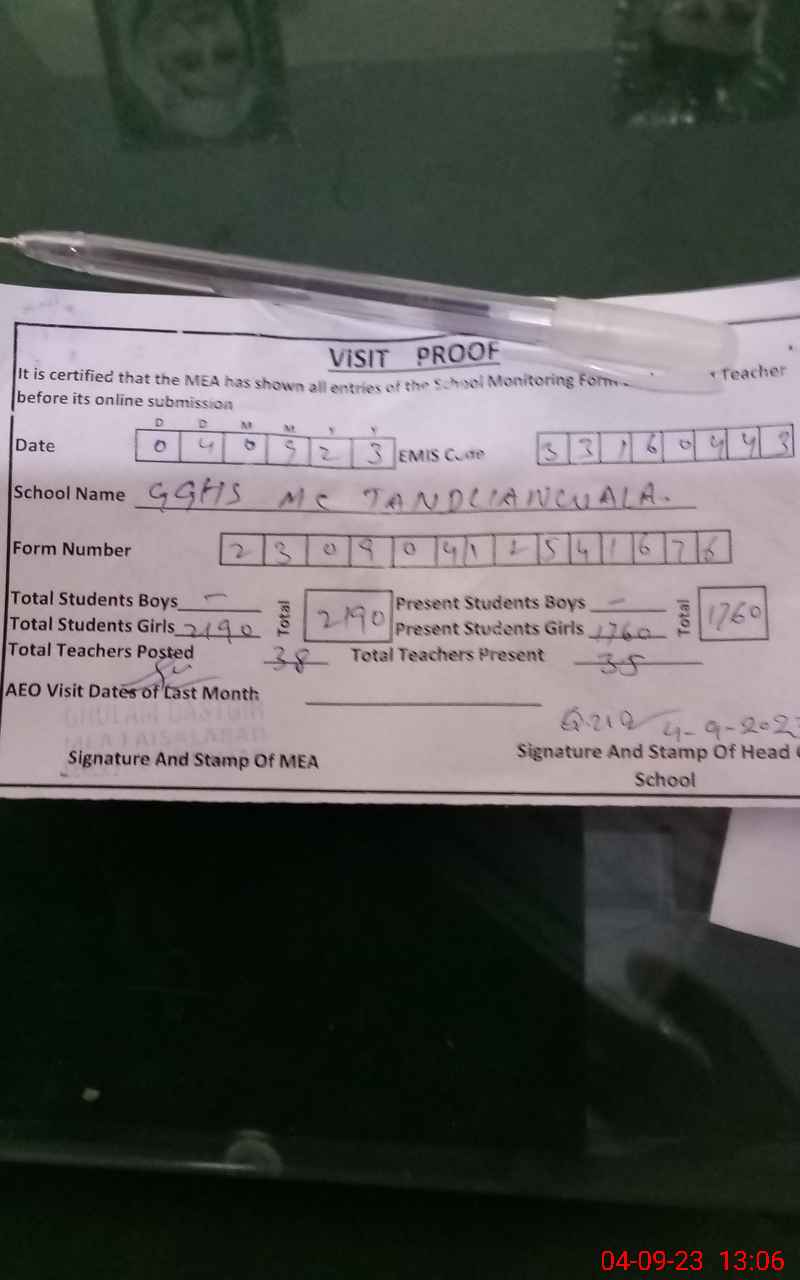 VISIT PROOF
It is certified that the MEA has shown all entries of the School Monitoring Form Teacher
before its online submission
D D M M Y Y
Date 0 4 0 9 2 3 EMIS Code 3 3 1 6 0 4 4 3
School Name GGHS MC TANDLIANWALA.
Form Number 2 3 0 9 0 4 1 2 5 4 1 6 7 6
Total Students Boys - Total 2190 Present Students Boys - Total 1760
Total Students Girls 2190 Present Students Girls 1760
Total Teachers Posted 38 Total Teachers Present 35
AEO Visit Dates of Last Month
4-9-202
MEA FAISALABAD
Signature And Stamp Of MEA Signature And Stamp Of Head
School
04-09-23 13:06